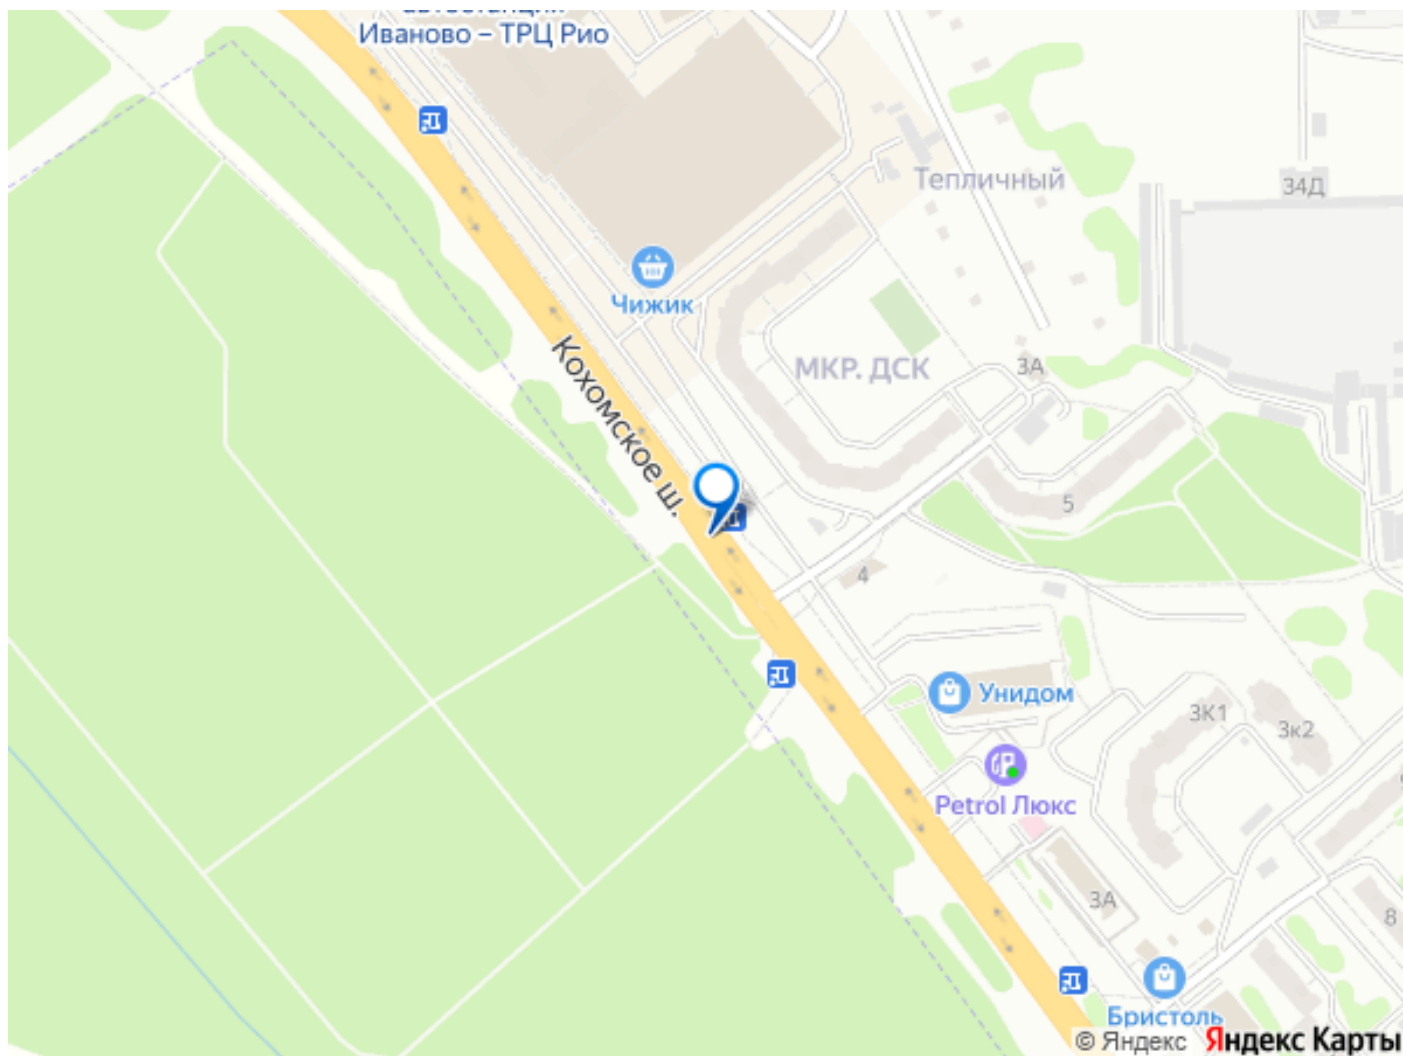 автостанция
Иваново – ТРЦ Рио
Тепличный
34Д
Чижик
МКР. ДСК
3А
Кохомское ш.
5
4
Унидом
3К1
3к2
Petrol Люкс
3А
8
Бристоль
© Яндекс Яндекс Карты